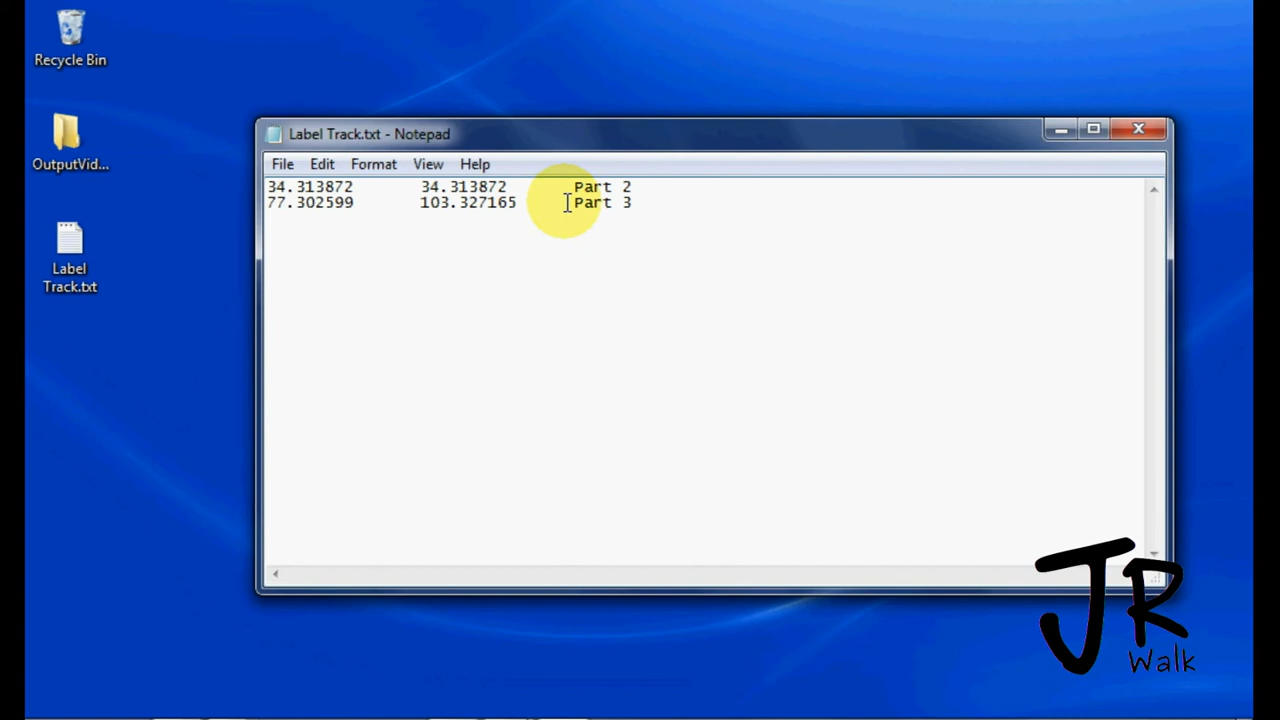 Recycle Bin
OutputVid...
Label
Track.txt
Label Track.txt - Notepad
File Edit Format View Help
34.313872 34.313872 Part 2
77.302599 103.327165 Part 3
JR
Walk